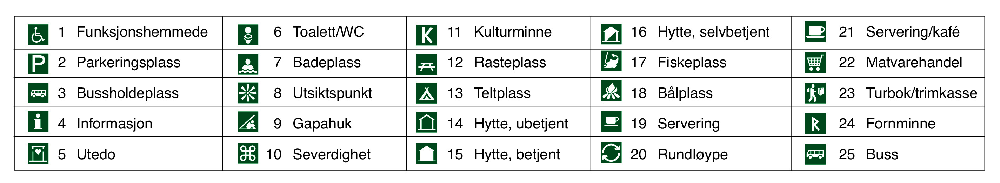 1 Funksjonshemmede
2 Parkeringsplass
3 Bussholdeplass
4 Informasjon
5 Utedo
6 Toalett/WC
7 Badeplass
8 Utsiktspunkt
9 Gapahuk
10 Severdighet
11 Kulturminne
12 Rasteplass
13 Teltplass
14 Hytte, ubetjent
15 Hytte, betjent
16 Hytte, selvbetjent
17 Fiskeplass
18 Bålplass
19 Servering
20 Rundløype
21 Servering/kafé
22 Matvarehandel
23 Turbok/trimkasse
24 Fornminne
25 Buss